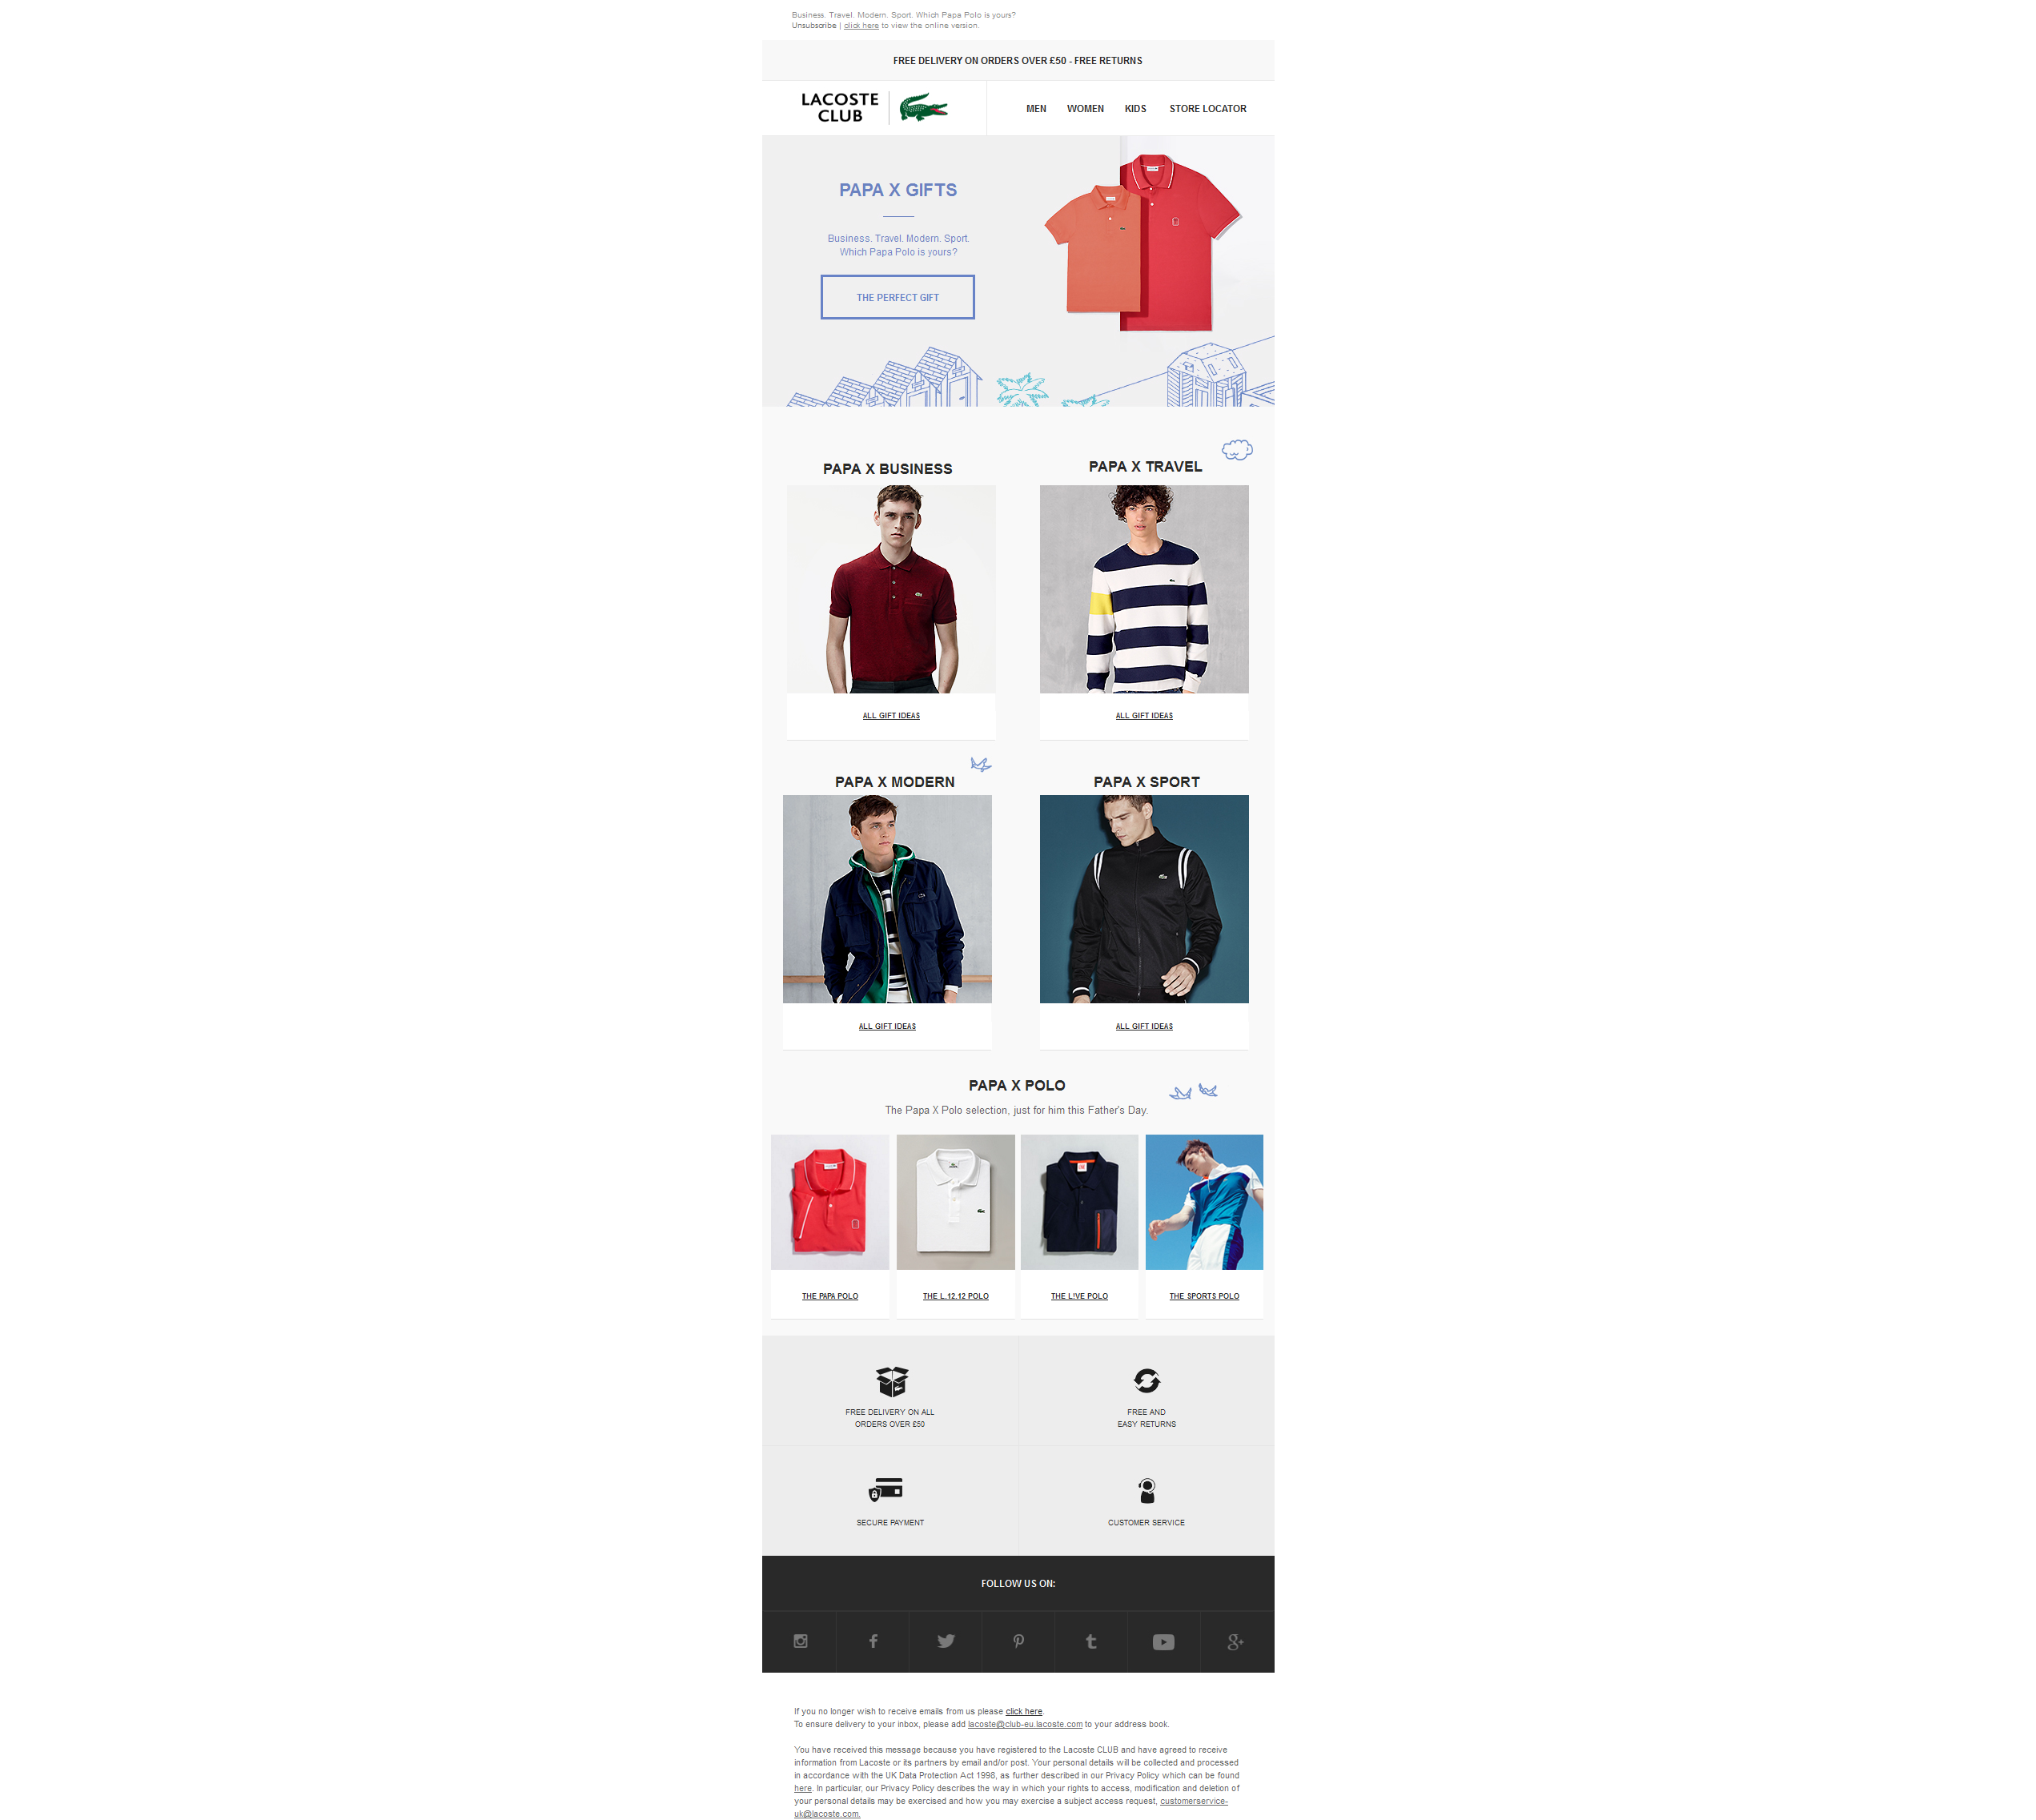 Business. Travel. Modern. Sport. Which Papa Polo is yours?
Unsubscribe | click here to view the online version.
FREE DELIVERY ON ORDERS OVER £50 - FREE RETURNS
LACOSTE
CLUB
MEN WOMEN KIDS STORE LOCATOR
PAPA X GIFTS
Business. Travel. Modern. Sport.
Which Papa Polo is yours?
THE PERFECT GIFT
PAPA X BUSINESS
PAPA X TRAVEL
ALL GIFT IDEAS
ALL GIFT IDEAS
PAPA X MODERN
PAPA X SPORT
ALL GIFT IDEAS
ALL GIFT IDEAS
PAPA X POLO
The Papa X Polo selection, just for him this Father's Day.
THE PAPA POLO
THE L.12.12 POLO
THE L!VE POLO
THE SPORTS POLO
FREE DELIVERY ON ALL
ORDERS OVER £50
FREE AND
EASY RETURNS
SECURE PAYMENT
CUSTOMER SERVICE
FOLLOW US ON:
If you no longer wish to receive emails from us please click here.
To ensure delivery to your inbox, please add lacoste@club-eu.lacoste.com to your address book.
You have received this message because you have registered to the Lacoste CLUB and have agreed to receive
information from Lacoste or its partners by email and/or post. Your personal details will be collected and processed
in accordance with the UK Data Protection Act 1998, as further described in our Privacy Policy which can be found
here. In particular, our Privacy Policy describes the way in which your rights to access, modification and deletion of
your personal details may be exercised and how you may exercise a subject access request, customerservice-
uk@lacoste.com.